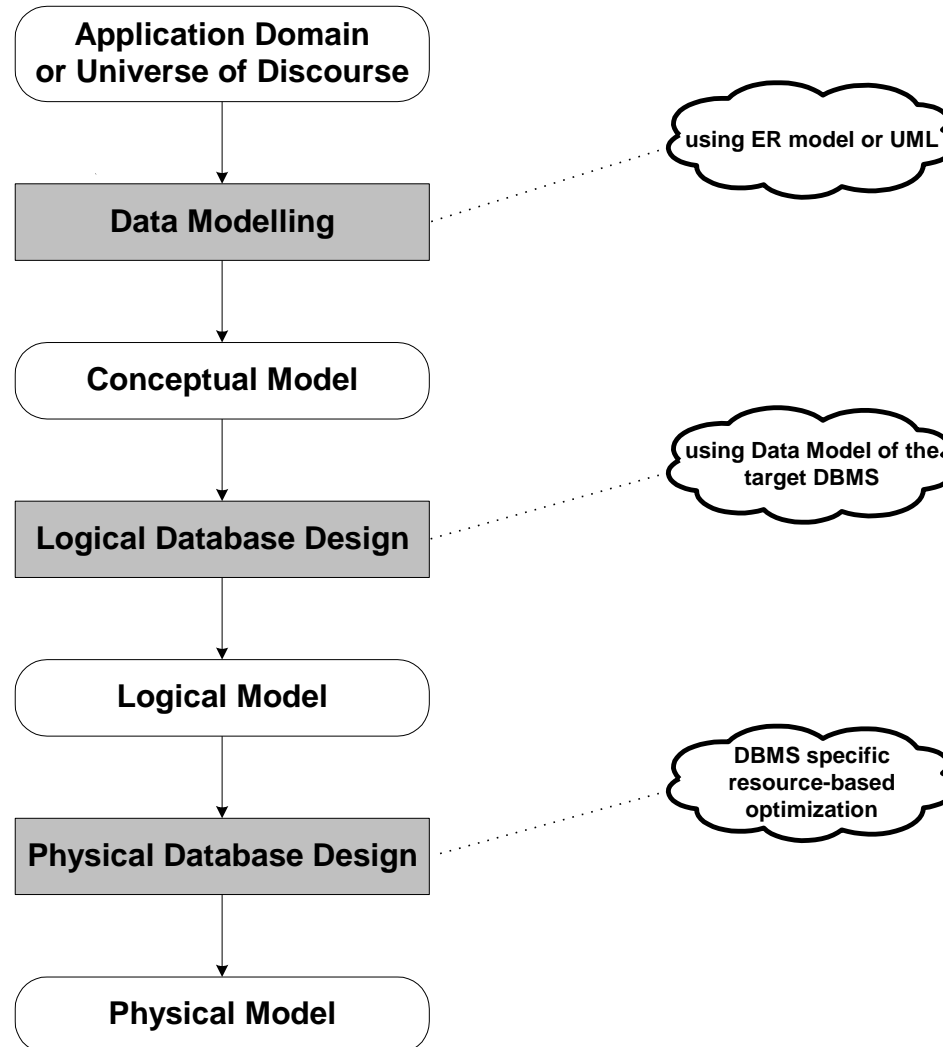 Application Domain
or Universe of Discourse
using ER model or UML
Data Modelling
Conceptual Model
using Data Model of the
target DBMS
Logical Database Design
Logical Model
DBMS specific
resource-based
optimization
Physical Database Design
Physical Model